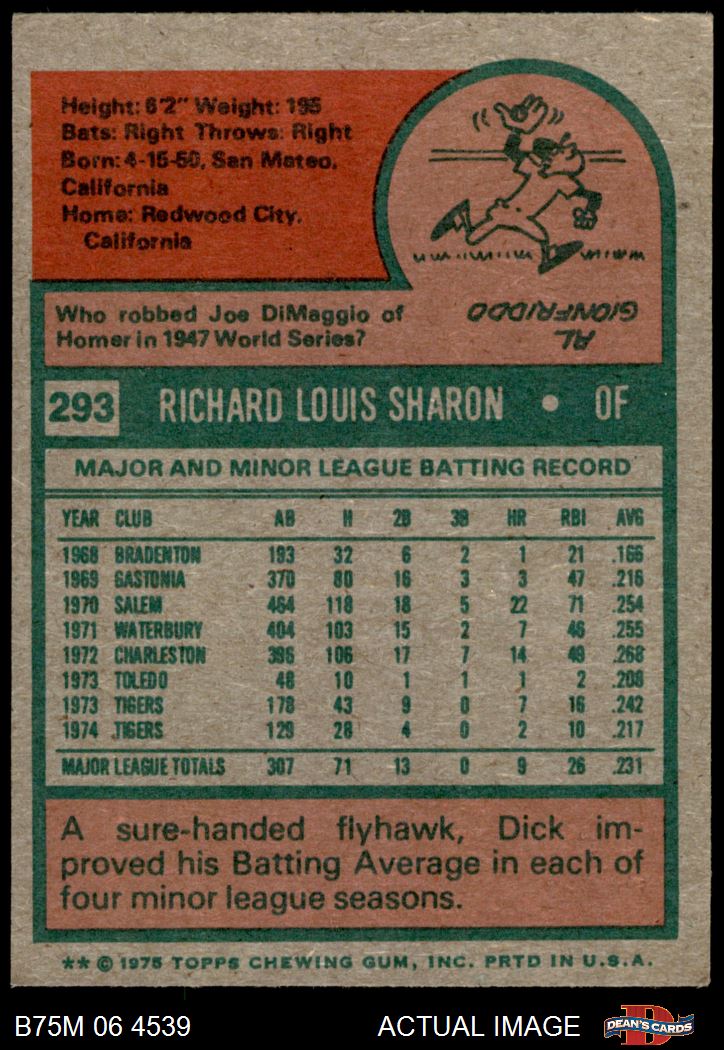 Height: 6'2" Weight: 195
Bats: Right Throws: Right
Born: 4-15-50, San Mateo,
California
Home: Redwood City,
California
Who robbed Joe DiMaggio of
Homer in 1947 World Series?
AL
GIONFRIDDO
293 RICHARD LOUIS SHARON • OF
MAJOR AND MINOR LEAGUE BATTING RECORD
YEAR CLUB AB H 2B 3B HR RBI AVG
1968 BRADENTON 193 32 6 2 1 21 .166
1969 GASTONIA 370 80 16 3 3 47 .216
1970 SALEM 464 118 18 5 22 71 .254
1971 WATERBURY 404 103 15 2 7 46 .255
1972 CHARLESTON 396 106 17 7 14 49 .268
1973 TOLEDO 48 10 1 1 1 2 .208
1973 TIGERS 178 43 9 0 7 16 .242
1974 TIGERS 129 28 4 0 2 10 .217
MAJOR LEAGUE TOTALS 307 71 13 0 9 26 .231
A sure-handed flyhawk, Dick im-
proved his Batting Average in each of
four minor league seasons.
** © 1975 TOPPS CHEWING GUM, INC. PRTD IN U.S.A.
B75M 06 4539 ACTUAL IMAGE DEAN'S CARDS